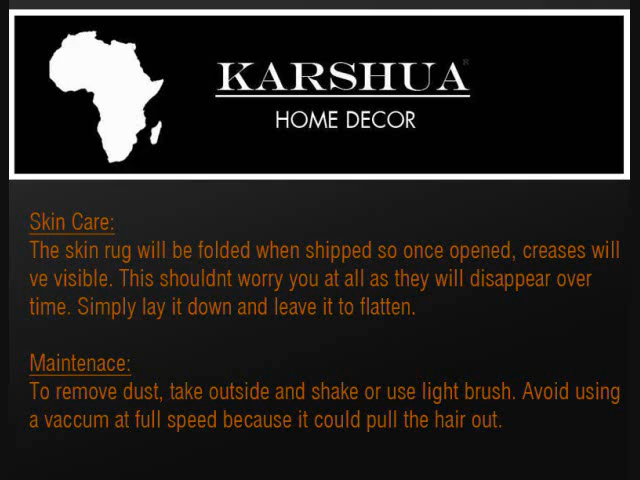 KARSHUA®
HOME DECOR
Skin Care:
The skin rug will be folded when shipped so once opened, creases will
ve visible. This shouldnt worry you at all as they will disappear over
time. Simply lay it down and leave it to flatten.
Maintenace:
To remove dust, take outside and shake or use light brush. Avoid using
a vaccum at full speed because it could pull the hair out.